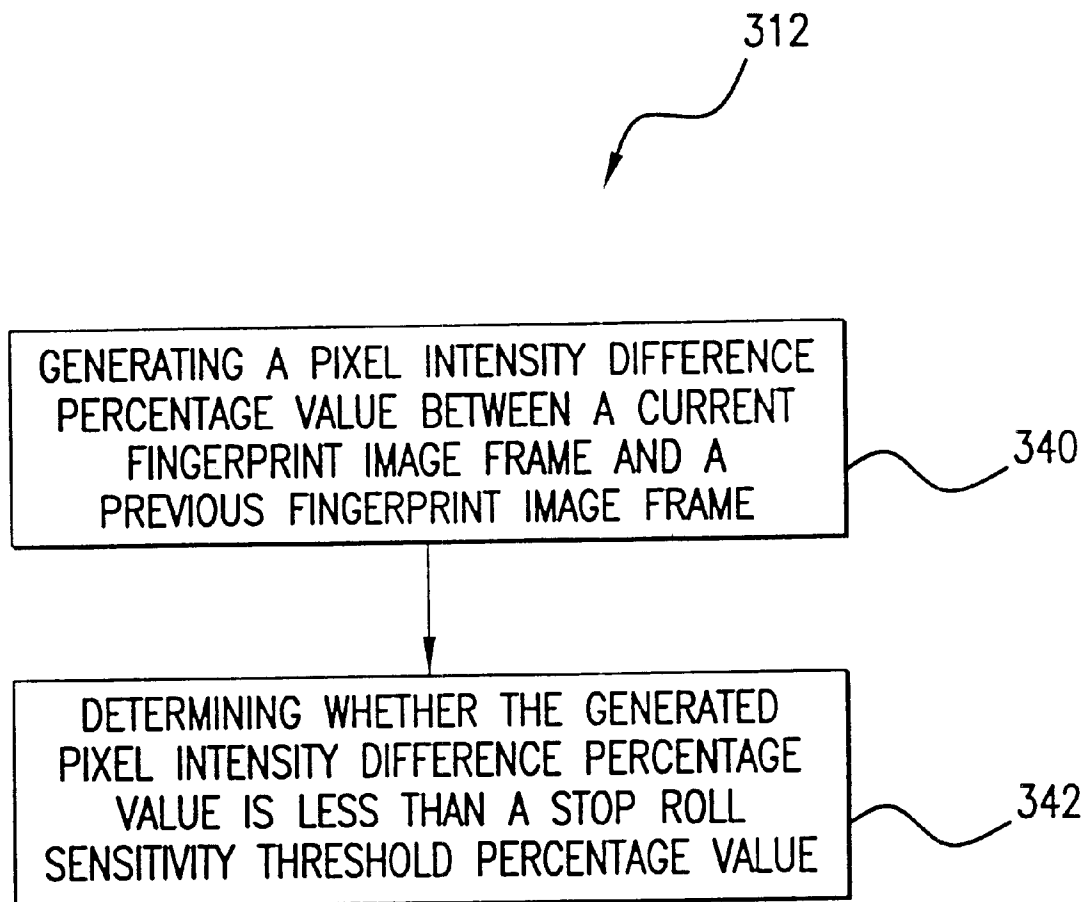 312
GENERATING A PIXEL INTENSITY DIFFERENCE
PERCENTAGE VALUE BETWEEN A CURRENT
FINGERPRINT IMAGE FRAME AND A
PREVIOUS FINGERPRINT IMAGE FRAME
340
DETERMINING WHETHER THE GENERATED
PIXEL INTENSITY DIFFERENCE PERCENTAGE
VALUE IS LESS THAN A STOP ROLL
SENSITIVITY THRESHOLD PERCENTAGE VALUE
342